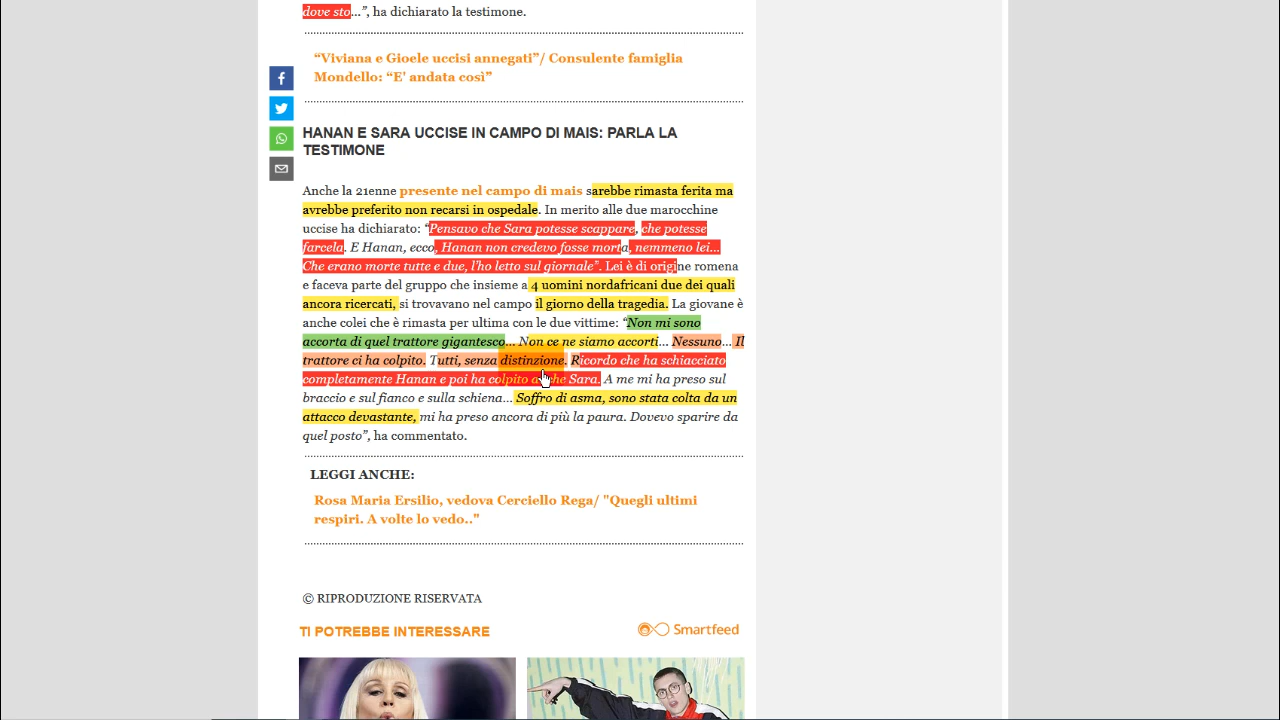 dove sto...”, ha dichiarato la testimone.
“Viviana e Gioele uccisi annegati”/ Consulente famiglia
Mondello: “E' andata così”
HANAN E SARA UCCISE IN CAMPO DI MAIS: PARLA LA
TESTIMONE
Anche la 21enne presente nel campo di mais sarebbe rimasta ferita ma
avrebbe preferito non recarsi in ospedale. In merito alle due marocchine
uccise ha dichiarato: “Pensavo che Sara potesse scappare, che potesse
farcela. E Hanan, ecco, Hanan non credevo fosse morta, nemmeno lei...
Che erano morte tutte e due, l’ho letto sul giornale”. Lei è di origine romena
e faceva parte del gruppo che insieme a 4 uomini nordafricani due dei quali
ancora ricercati, si trovavano nel campo il giorno della tragedia. La giovane è
anche colei che è rimasta per ultima con le due vittime: “Non mi sono
accorta di quel trattore gigantesco... Non ce ne siamo accorti... Nessuno... Il
trattore ci ha colpito. Tutti, senza distinzione. Ricordo che ha schiacciato
completamente Hanan e poi ha colpito anche Sara. A me mi ha preso sul
braccio e sul fianco e sulla schiena... Soffro di asma, sono stata colta da un
attacco devastante, mi ha preso ancora di più la paura. Dovevo sparire da
quel posto”, ha commentato.
LEGGI ANCHE:
Rosa Maria Ersilio, vedova Cerciello Rega/ "Quegli ultimi
respiri. A volte lo vedo.."
© RIPRODUZIONE RISERVATA
TI POTREBBE INTERESSARE
Smartfeed